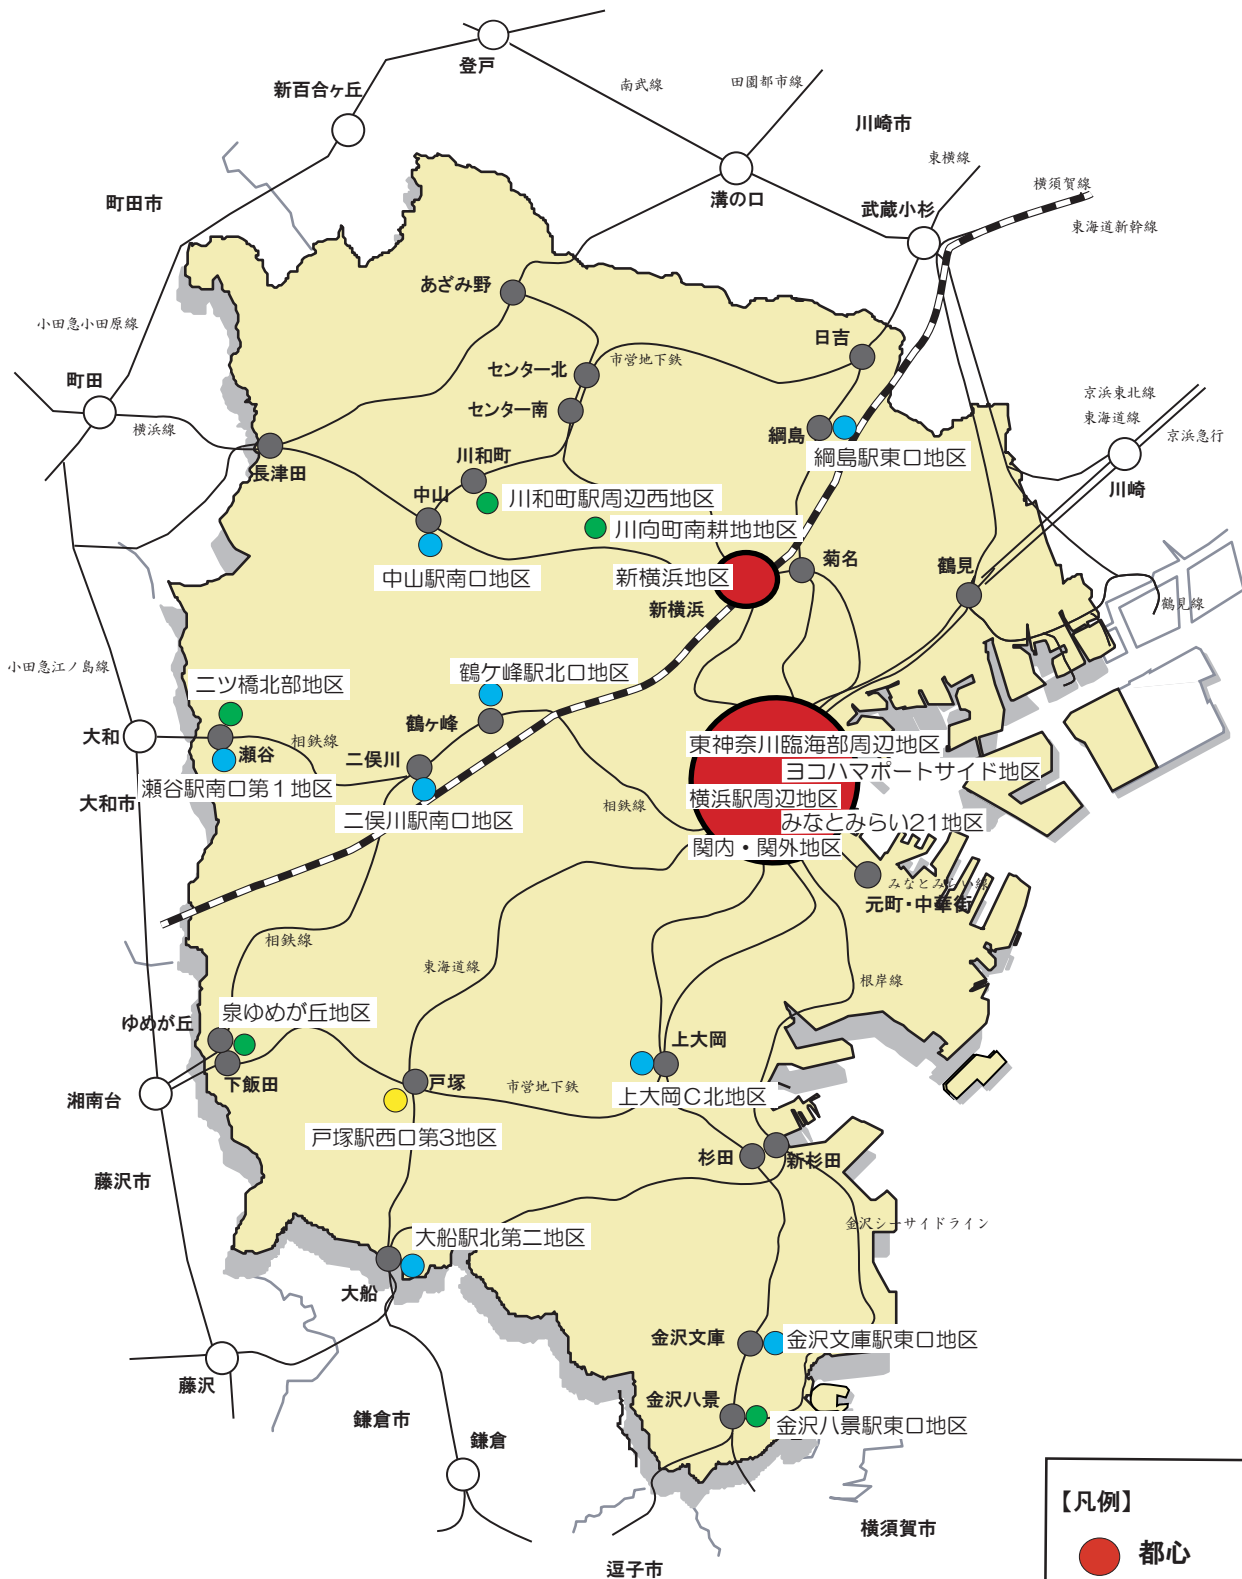 登戸
新百合ヶ丘
南武線
田園都市線
川崎市
東横線
町田市
溝の口
武蔵小杉
横須賀線
東海道新幹線
あざみ野
小田急小田原線
日吉
市営地下鉄
センター北
町田
センター南
京浜東北線
東海道線
京浜急行
横浜線
綱島
綱島駅東口地区
長津田
川和町
川崎
中山
川和町駅周辺西地区
川向町南耕地地区
中山駅南口地区
新横浜地区
菊名
鶴見
新横浜
鶴見線
小田急江ノ島線
鶴ケ峰駅北口地区
二ツ橋北部地区
鶴ヶ峰
大和
相鉄線
瀬谷
二俣川
東神奈川臨海部周辺地区
ヨコハマポートサイド地区
瀬谷駅南口第1地区
横浜駅周辺地区
大和市
相鉄線
二俣川駅南口地区
みなとみらい21地区
関内・関外地区
みなとみらい線
元町・中華街
相鉄線
東海道線
根岸線
泉ゆめが丘地区
ゆめが丘
上大岡
下飯田
戸塚
市営地下鉄
湘南台
上大岡C北地区
戸塚駅西口第3地区
杉田
新杉田
藤沢市
金沢シーサイドライン
大船駅北第二地区
大船
金沢文庫
金沢文庫駅東口地区
藤沢
金沢八景
鎌倉市
鎌倉
金沢八景駅東口地区
【凡例】
横須賀市
都心
逗子市